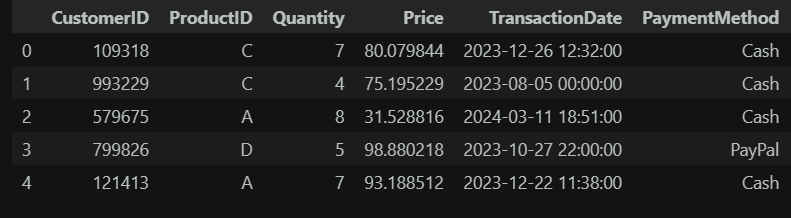 CustomerID ProductID Quantity Price TransactionDate PaymentMethod
0 109318 C 7 80.079844 2023-12-26 12:32:00 Cash
1 993229 C 4 75.195229 2023-08-05 00:00:00 Cash
2 579675 A 8 31.528816 2024-03-11 18:51:00 Cash
3 799826 D 5 98.880218 2023-10-27 22:00:00 PayPal
4 121413 A 7 93.188512 2023-12-22 11:38:00 Cash